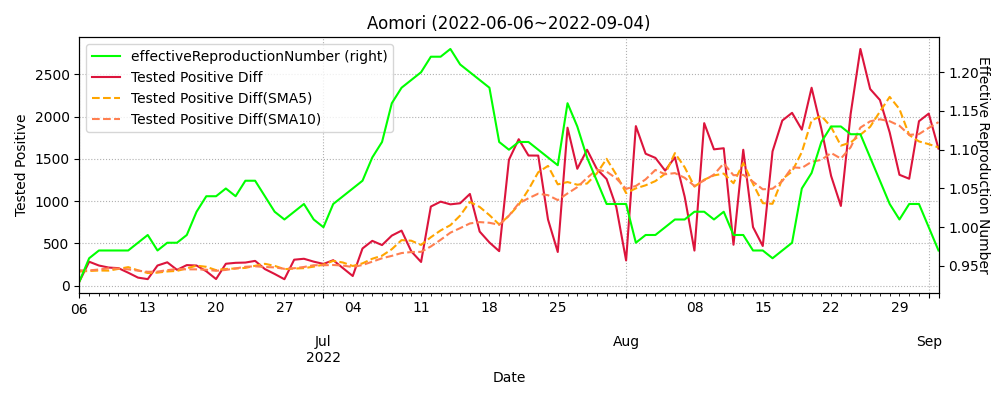 Aomori (2022-06-06~2022-09-04)
effectiveReproductionNumber (right)
Tested Positive Diff
Tested Positive Diff(SMA5)
Tested Positive Diff(SMA10)
Tested Positive
2500
2000
1500
1000
500
0
1.20
1.15
1.10
1.05
1.00
0.95
Effective Reproduction Number
06 13 20 27 04 11 18 25 08 15 22 29
Jul Aug Sep
2022
Date